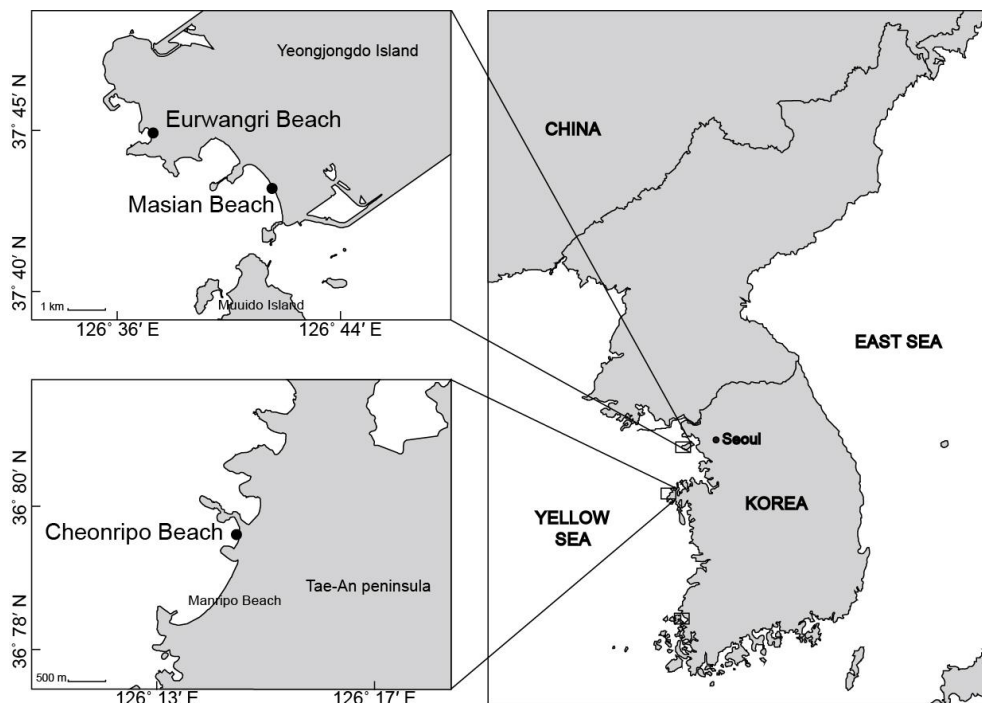 Yeongjongdo Island
37° 45′ N
Eurwangri Beach
Masian Beach
37° 40′ N
1 km
Muuido Island
126° 36′ E
126° 44′ E
36° 80′ N
Cheonripo Beach
Manripo Beach
Tae-An peninsula
36° 78′ N
500 m
126° 13′ E
126° 17′ E
CHINA
EAST SEA
Seoul
KOREA
YELLOW
SEA